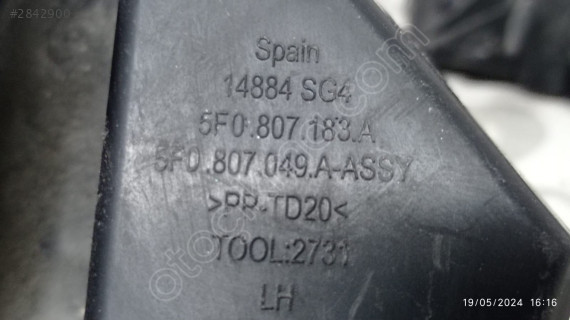 #2842900
Spain
14884 SG4
5F0.807.183.A
5F0.807.049.A-ASSY
>PP-TD20<
TOOL:2731
LH
19/05/2024 16:16